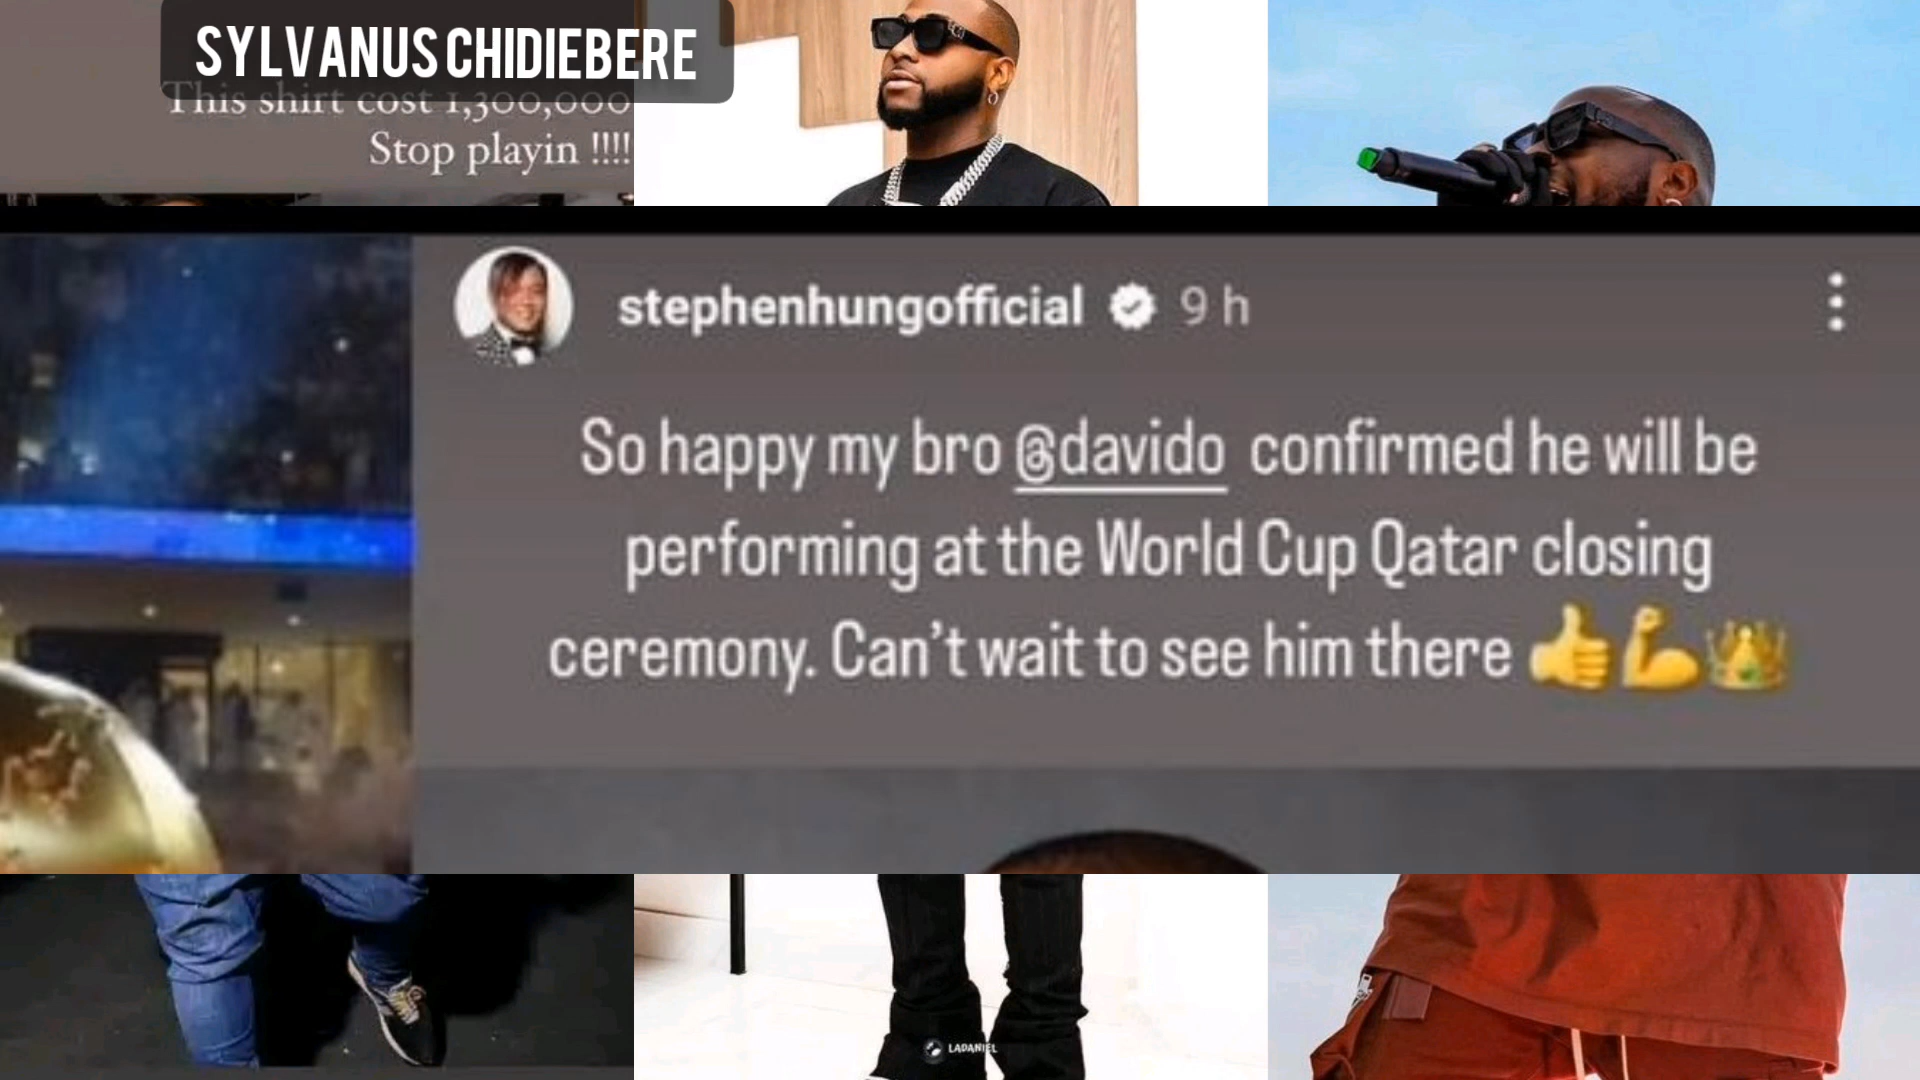 SYLVANUS CHIDIEBERE
This shirt cost 1,300,000
Stop playin !!!!
stephenhungofficial 9 h
So happy my bro @davido confirmed he will be
performing at the World Cup Qatar closing
ceremony. Can't wait to see him there 👍💪👑
LADANIEL